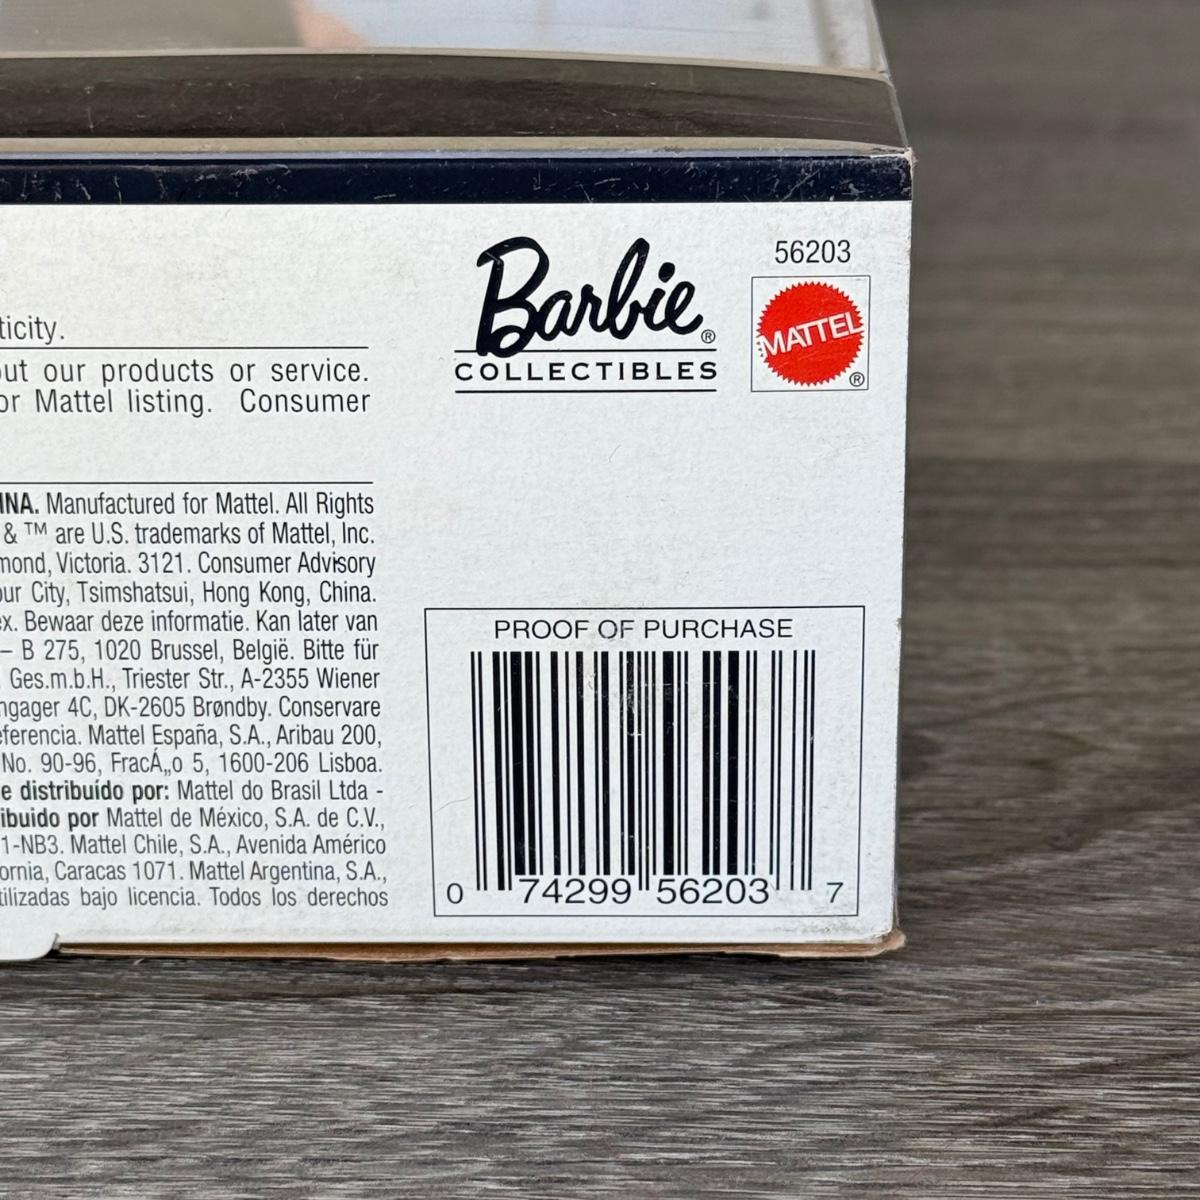 ticity.
out our products or service.
or Mattel listing. Consumer
Barbie®
COLLECTIBLES
56203
MATTEL®
INA. Manufactured for Mattel. All Rights
& ™ are U.S. trademarks of Mattel, Inc.
mond, Victoria. 3121. Consumer Advisory
our City, Tsimshatsui, Hong Kong, China.
ex. Bewaar deze informatie. Kan later van
– B 275, 1020 Brussel, België. Bitte für
. Ges.m.b.H., Triester Str., A-2355 Wiener
ngager 4C, DK-2605 Brøndby. Conservare
eferencia. Mattel España, S.A., Aribau 200,
No. 90-96, FracÁ„o 5, 1600-206 Lisboa.
e distribuído por: Mattel do Brasil Ltda -
ibuido por Mattel de México, S.A. de C.V.,
1-NB3. Mattel Chile, S.A., Avenida Américo
ornia, Caracas 1071. Mattel Argentina, S.A.,
tilizadas bajo licencia. Todos los derechos
PROOF OF PURCHASE
0 74299 56203 7